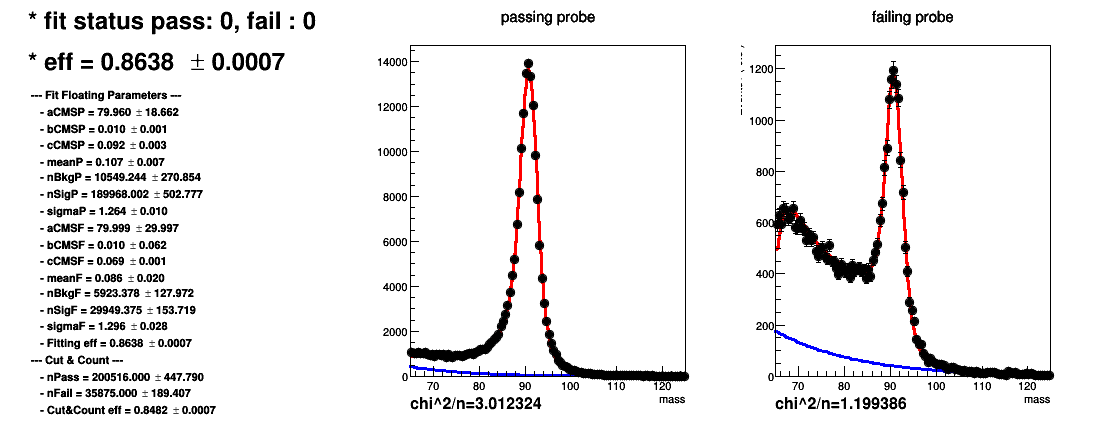 * fit status pass: 0, fail : 0
* eff = 0.8638 ± 0.0007
--- Fit Floating Parameters ---
- aCMSP = 79.960 ± 18.662
- bCMSP = 0.010 ± 0.001
- cCMSP = 0.092 ± 0.003
- meanP = 0.107 ± 0.007
- nBkgP = 10549.244 ± 270.854
- nSigP = 189968.002 ± 502.777
- sigmaP = 1.264 ± 0.010
- aCMSF = 79.999 ± 29.997
- bCMSF = 0.010 ± 0.062
- cCMSF = 0.069 ± 0.001
- meanF = 0.086 ± 0.020
- nBkgF = 5923.378 ± 127.972
- nSigF = 29949.375 ± 153.719
- sigmaF = 1.296 ± 0.028
- Fitting eff = 0.8638 ± 0.0007
--- Cut & Count ---
- nPass = 200516.000 ± 447.790
- nFail = 35875.000 ± 189.407
- Cut&Count eff = 0.8482 ± 0.0007
passing probe
14000
12000
10000
8000
6000
4000
2000
0
70 80 90 100 110 120
mass
chi^2/n=3.012324
failing probe
1200
1000
800
600
400
200
0
70 80 90 100 110 120
mass
chi^2/n=1.199386